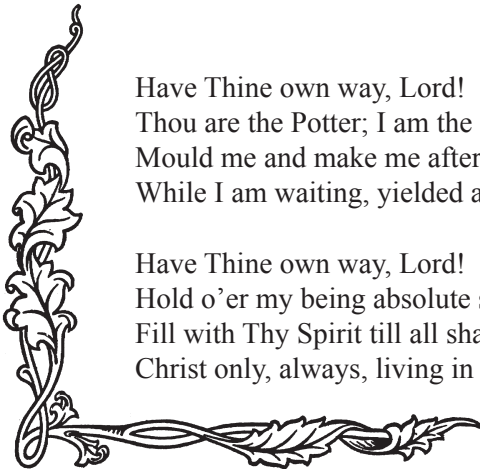 Have Thine own way, Lord!
Thou are the Potter; I am the
Mould me and make me after
While I am waiting, yielded a
Have Thine own way, Lord!
Hold o’er my being absolute s
Fill with Thy Spirit till all sha
Christ only, always, living in